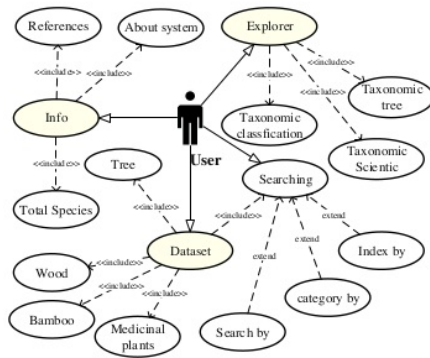 References
About system
Explorer
<<include>>
<<include>>
<<include>>
<<include>>
<<include>>
Taxonomic
tree
Info
Taxonomic
classfication
Taxonomic
Scientic
<<include>>
User
Tree
Searching
Total Species
<<include>>
<<include>>
extend
Index by
Dataset
Wood
<<include>>
extend
extend
category by
Bamboo
<<include>>
<<include>>
Medicinal
plants
Search by